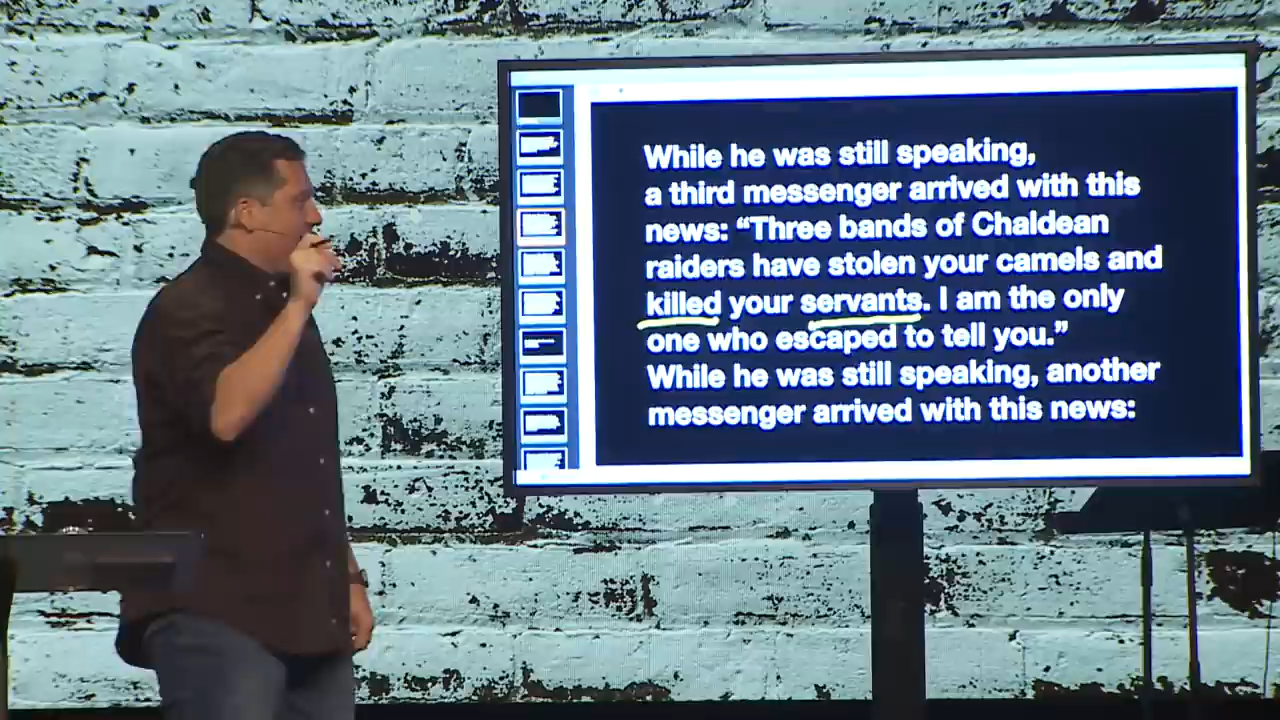 While he was still speaking,
a third messenger arrived with this
news: “Three bands of Chaldean
raiders have stolen your camels and
killed your servants. I am the only
one who escaped to tell you.”
While he was still speaking, another
messenger arrived with this news: